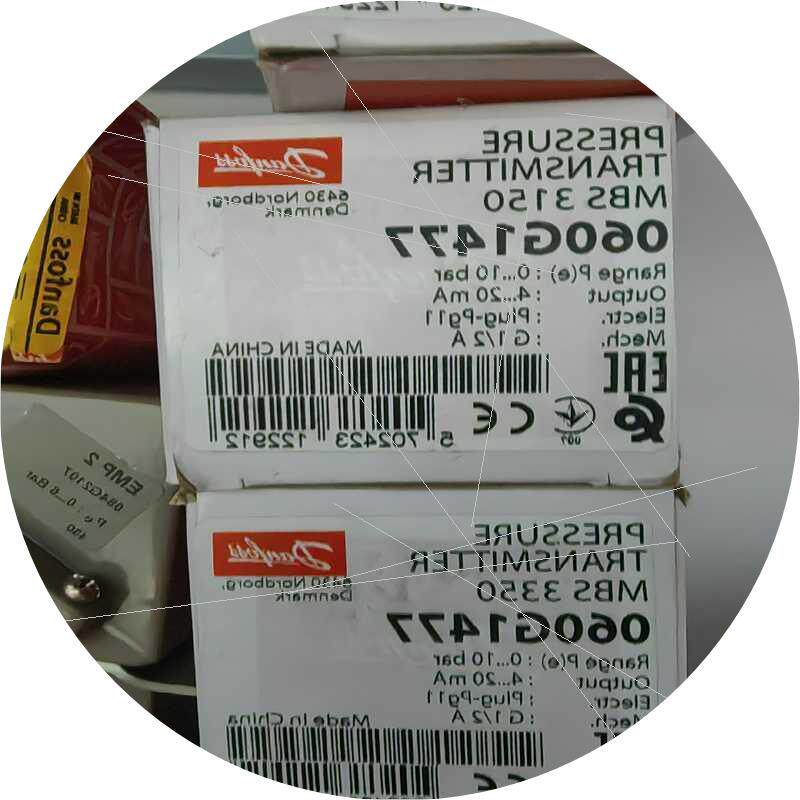 PRESSURE
TRANSMITTER
MBS 3150
060G1477
Range P(e) : 0...10 bar
Output : 4...20 mA
Electr. : Plug-Pg11
Mech. : G 1/2 A
Danfoss
6430 Nordborg,
Denmark
MADE IN CHINA
EAC
CE
5 702423 122912
PRESSURE
TRANSMITTER
MBS 3350
060G1477
Range P(e) : 0...10 bar
Output : 4...20 mA
Electr. : Plug-Pg11
Mech. : G 1/2 A
Danfoss
6430 Nordborg,
Denmark
Made in China
CE
Danfoss
EMP 2
084G2107
P e : 0...6 Bar